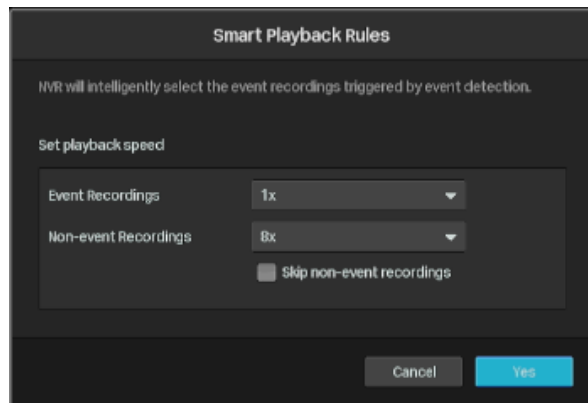 Smart Playback Rules
NVR will intelligently select the event recordings triggered by event detection.
Set playback speed
Event Recordings 1x
Non-event Recordings 8x
Skip non-event recordings
Cancel Yes